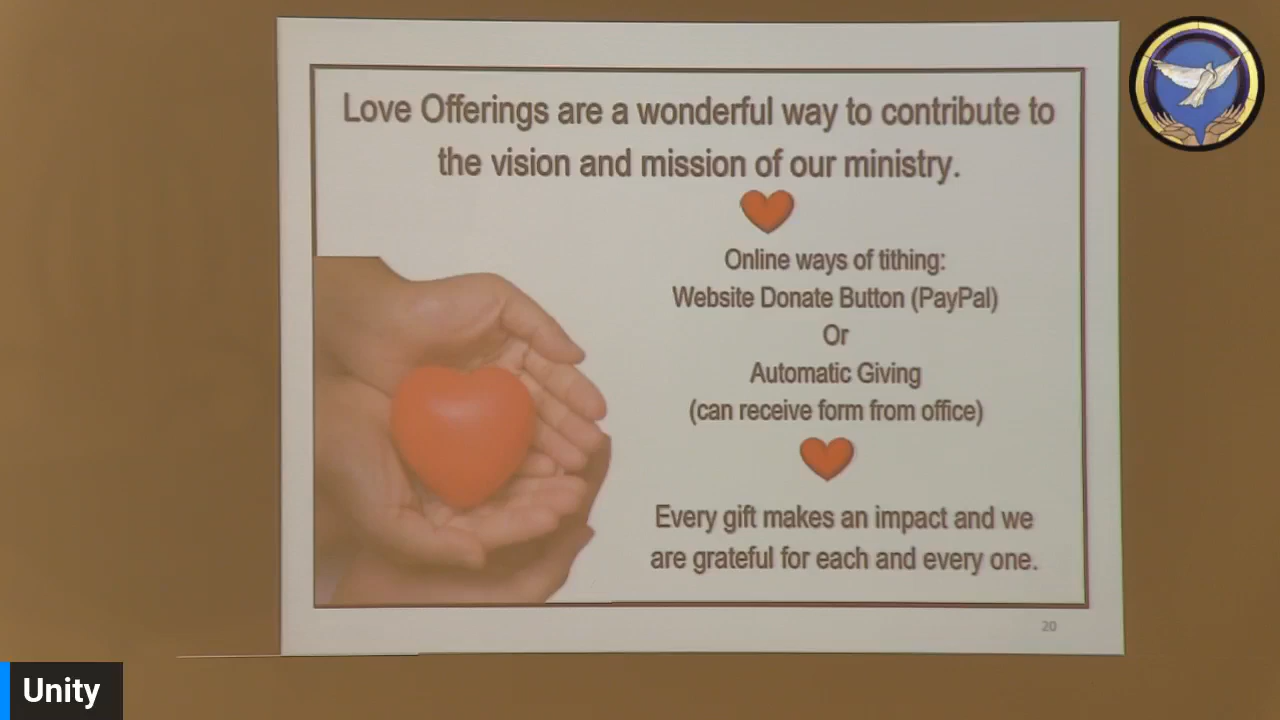 Love Offerings are a wonderful way to contribute to
the vision and mission of our ministry.
Online ways of tithing:
Website Donate Button (PayPal)
Or
Automatic Giving
(can receive form from office)
Every gift makes an impact and we
are grateful for each and every one.
20
Unity